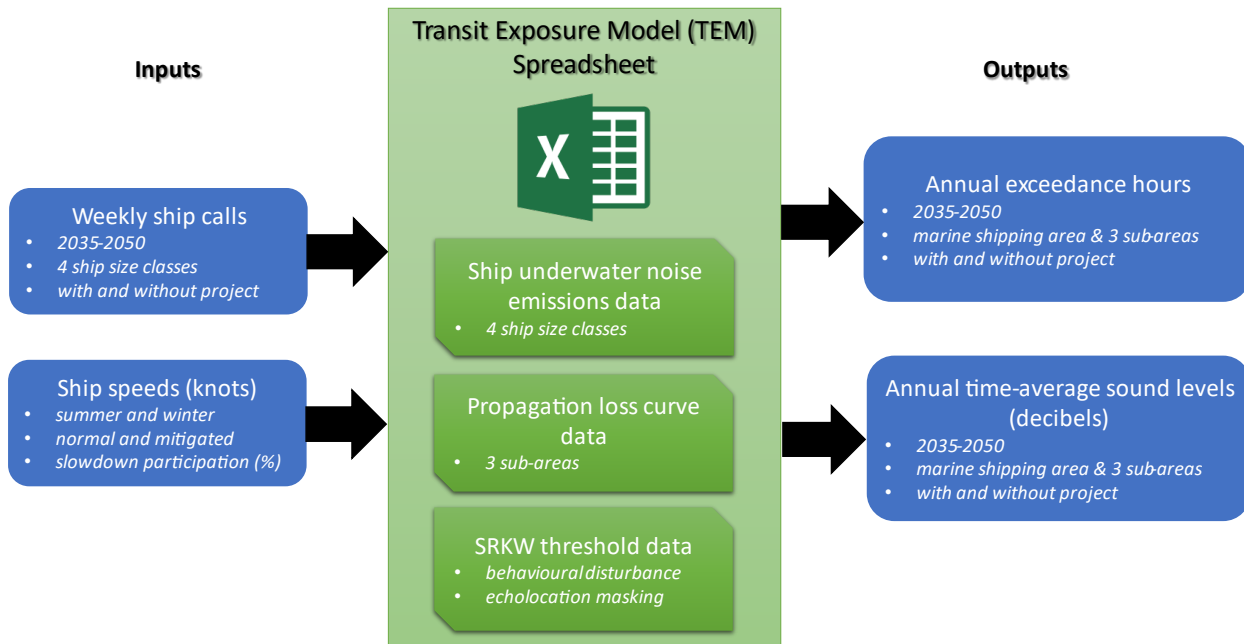 Inputs
Weekly ship calls
• 2035-2050
• 4 ship size classes
• with and without project
Ship speeds (knots)
• summer and winter
• normal and mitigated
• slowdown participation (%)
Transit Exposure Model (TEM)
Spreadsheet
X
Ship underwater noise
emissions data
• 4 ship size classes
Propagation loss curve
data
• 3 sub-areas
SRKW threshold data
• behavioural disturbance
• echolocation masking
Outputs
Annual exceedance hours
• 2035-2050
• marine shipping area & 3 sub-areas
• with and without project
Annual time-average sound levels
(decibels)
• 2035-2050
• marine shipping area & 3 sub-areas
• with and without project